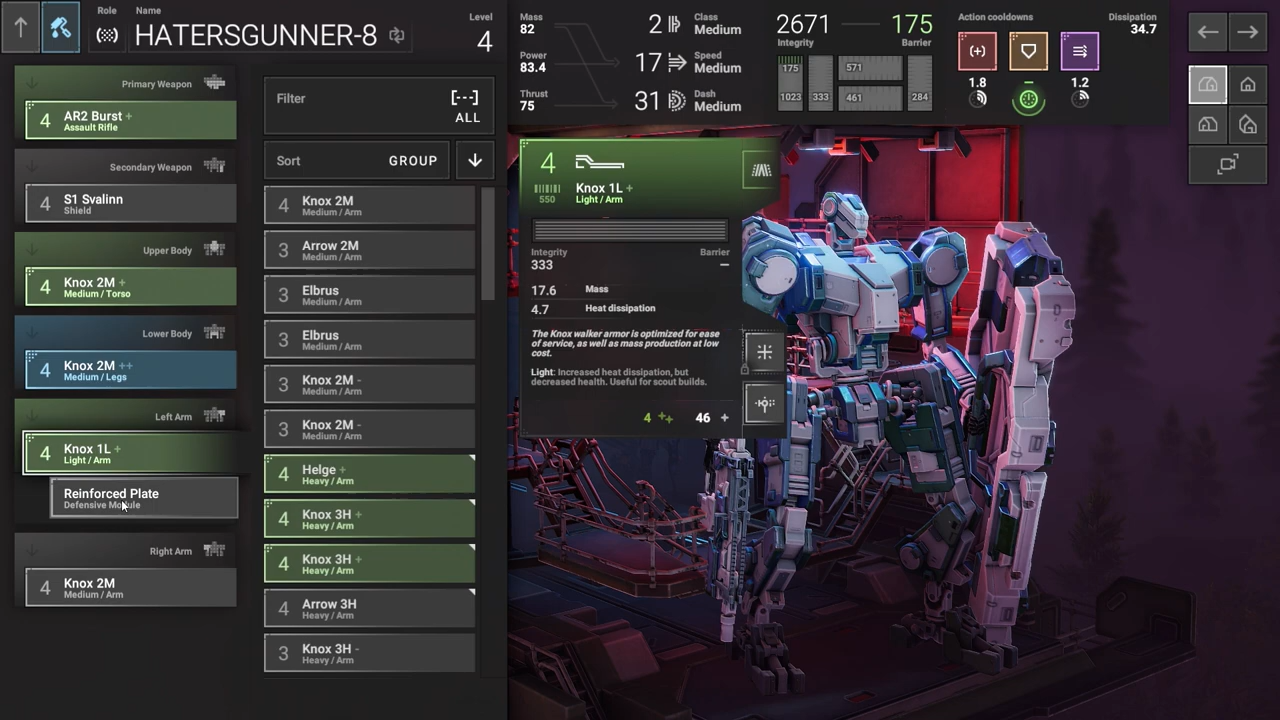 Role
Name
HATERSGUNNER-8
Level
4
Primary Weapon
4
AR2 Burst +
Assault Rifle
Secondary Weapon
4
S1 Svalinn
Shield
Upper Body
4
Knox 2M +
Medium / Torso
Lower Body
4
Knox 2M ++
Medium / Legs
Left Arm
4
Knox 1L +
Light / Arm
Reinforced Plate
Defensive Module
Right Arm
4
Knox 2M
Medium / Arm
Filter
[---]
ALL
Sort
GROUP
4
Knox 2M
Medium / Arm
3
Arrow 2M
Medium / Arm
3
Elbrus
Medium / Arm
3
Elbrus
Medium / Arm
3
Knox 2M -
Medium / Arm
3
Knox 2M -
Medium / Arm
4
Helge +
Heavy / Arm
4
Knox 3H +
Heavy / Arm
4
Knox 3H +
Heavy / Arm
4
Arrow 3H
Heavy / Arm
3
Knox 3H -
Heavy / Arm
Mass
82
Power
83.4
Thrust
75
2
Class
Medium
17
Speed
Medium
31
Dash
Medium
2671
Integrity
175
Barrier
175
1023
333
571
461
284
Action cooldowns
1.8
1.2
Dissipation
34.7
4
550
Knox 1L +
Light / Arm
Integrity
333
Barrier
–
17.6
Mass
4.7
Heat dissipation
The Knox walker armor is optimized for ease
of service, as well as mass production at low
cost.
Light: Increased heat dissipation, but
decreased health. Useful for scout builds.
4 ++
46 +